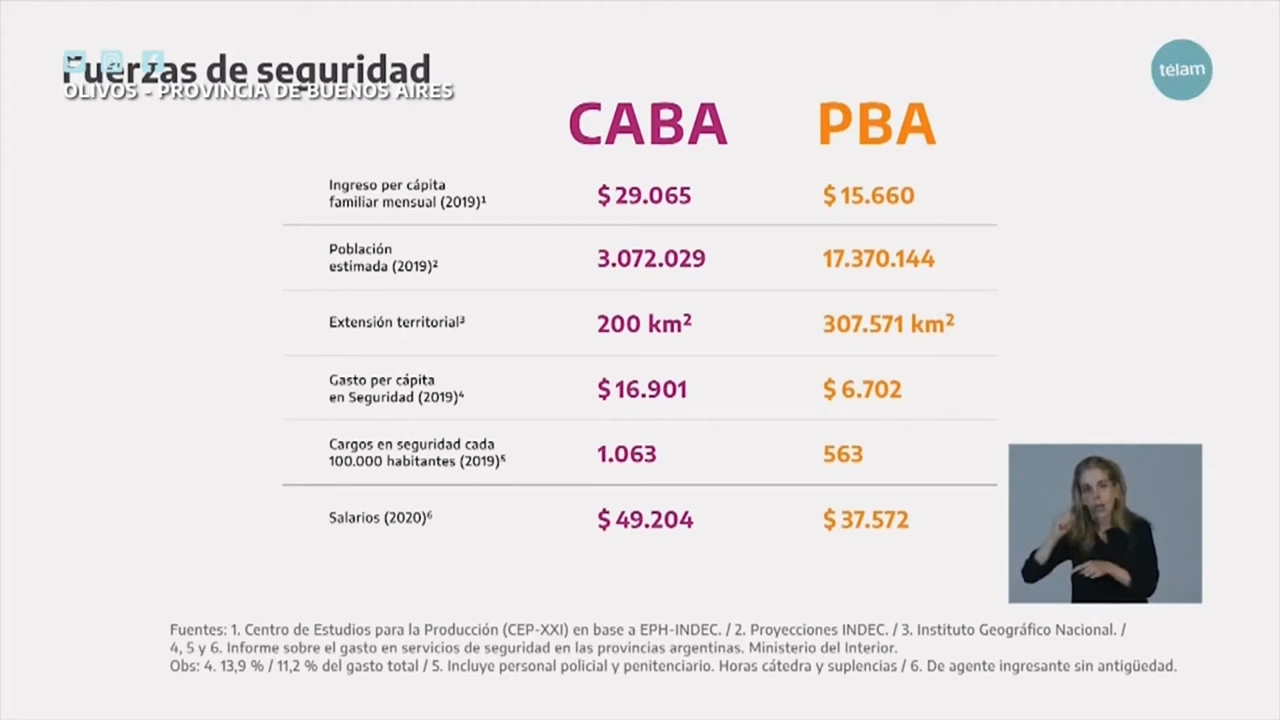 Fuerzas de seguridad
OLIVOS - PROVINCIA DE BUENOS AIRES
télam
CABA PBA
Ingreso per cápita
familiar mensual (2019)¹ $ 29.065 $ 15.660
Población
estimada (2019)² 3.072.029 17.370.144
Extensión territorial³ 200 km² 307.571 km²
Gasto per cápita
en Seguridad (2019)⁴ $ 16.901 $ 6.702
Cargos en seguridad cada
100.000 habitantes (2019)⁵ 1.063 563
Salarios (2020)⁶ $ 49.204 $ 37.572
Fuentes: 1. Centro de Estudios para la Producción (CEP-XXI) en base a EPH-INDEC. / 2. Proyecciones INDEC. / 3. Instituto Geográfico Nacional. /
4, 5 y 6. Informe sobre el gasto en servicios de seguridad en las provincias argentinas. Ministerio del Interior.
Obs: 4. 13,9 % / 11,2 % del gasto total / 5. Incluye personal policial y penitenciario. Horas cátedra y suplencias / 6. De agente ingresante sin antigüedad.